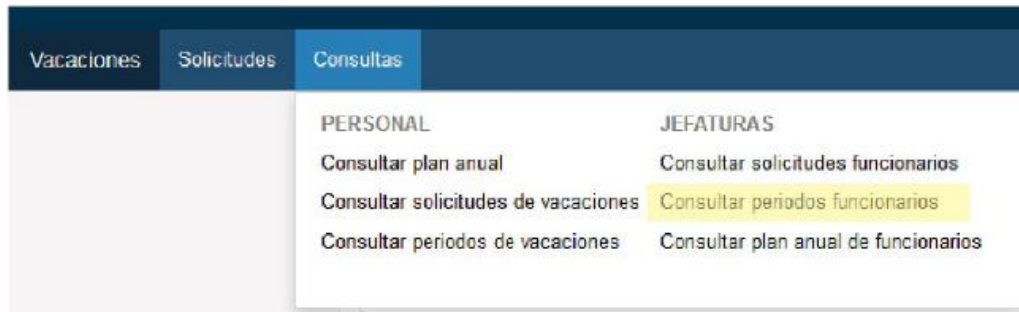 Vacaciones Solicitudes Consultas
PERSONAL
Consultar plan anual
Consultar solicitudes de vacaciones
Consultar periodos de vacaciones
JEFATURAS
Consultar solicitudes funcionarios
Consultar periodos funcionarios
Consultar plan anual de funcionarios